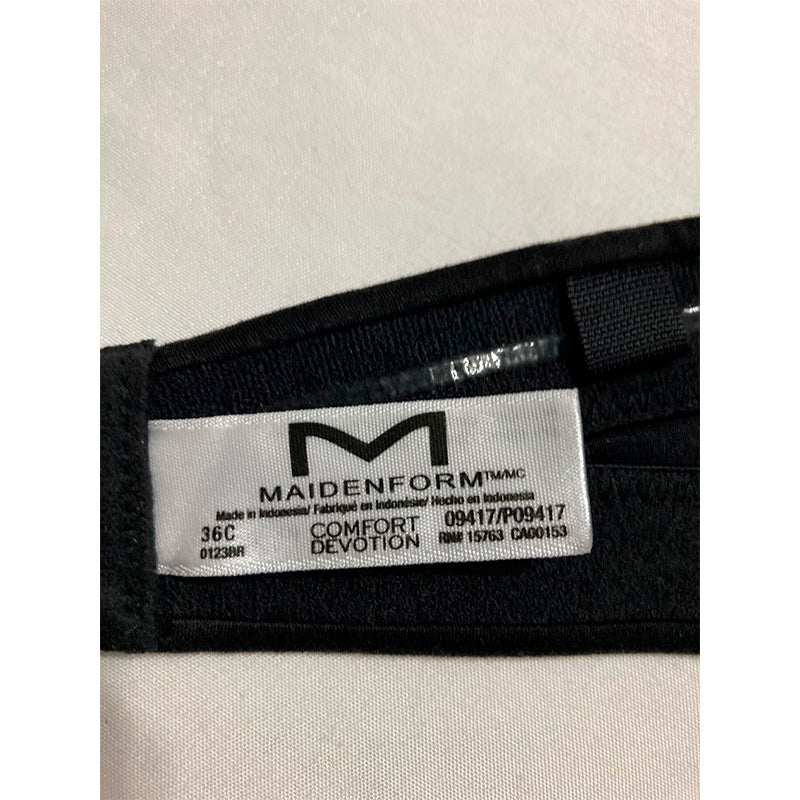 M
MAIDENFORM™/MC
Made in Indonesia/ Fabriqué en Indonésie/ Hecho en Indonesia
36C
0123BR
COMFORT
DEVOTION
09417/P09417
RN# 15763 CA00153